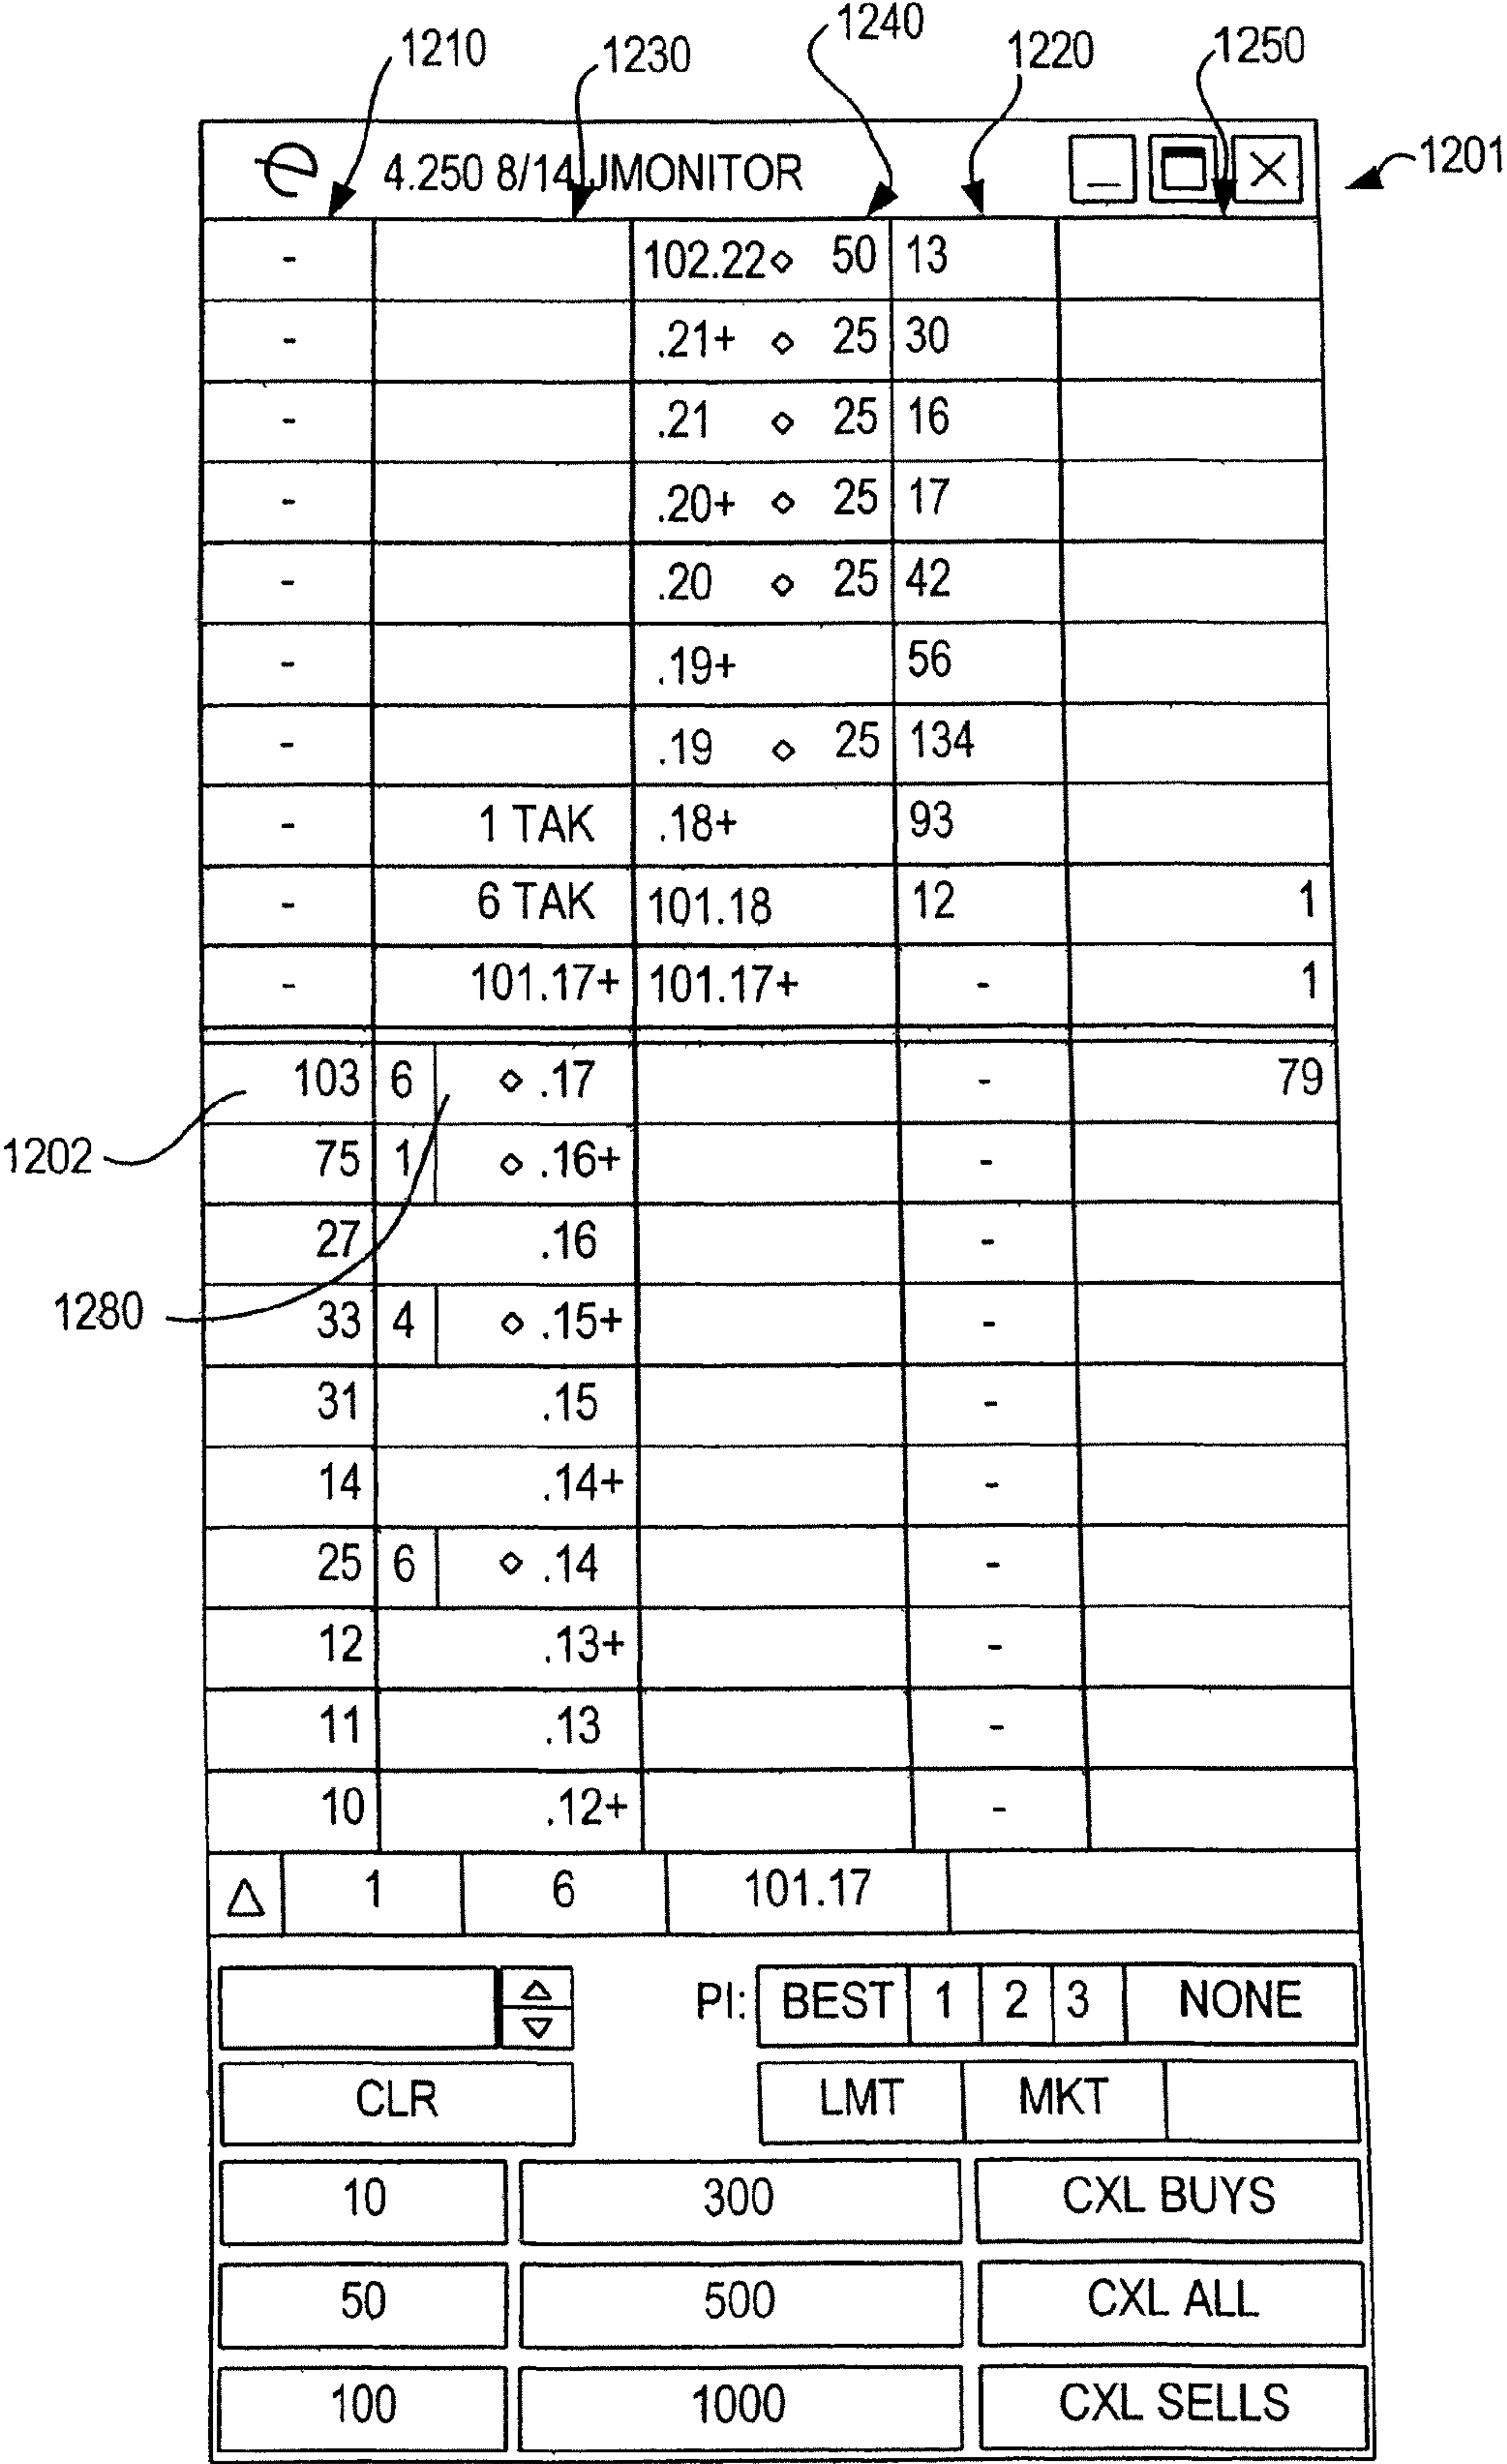 1210 1230 1240 1220 1250
1201
e 4.250 8/14 JMONITOR
- 102.22◇ 50 13
- .21+ ◇ 25 30
- .21 ◇ 25 16
- .20+ ◇ 25 17
- .20 ◇ 25 42
- .19+ 56
- .19 ◇ 25 134
- 1 TAK .18+ 93
- 6 TAK 101.18 12 1
- 101.17+ 101.17+ - 1
103 6 ◇ .17 - 79
1202
75 1 ◇ .16+ -
27 .16 -
1280
33 4 ◇ .15+ -
31 .15 -
14 .14+ -
25 6 ◇ .14 -
12 .13+ -
11 .13 -
10 .12+ -
△ 1 6 101.17
PI: BEST 1 2 3 NONE
CLR LMT MKT
10 300 CXL BUYS
50 500 CXL ALL
100 1000 CXL SELLS